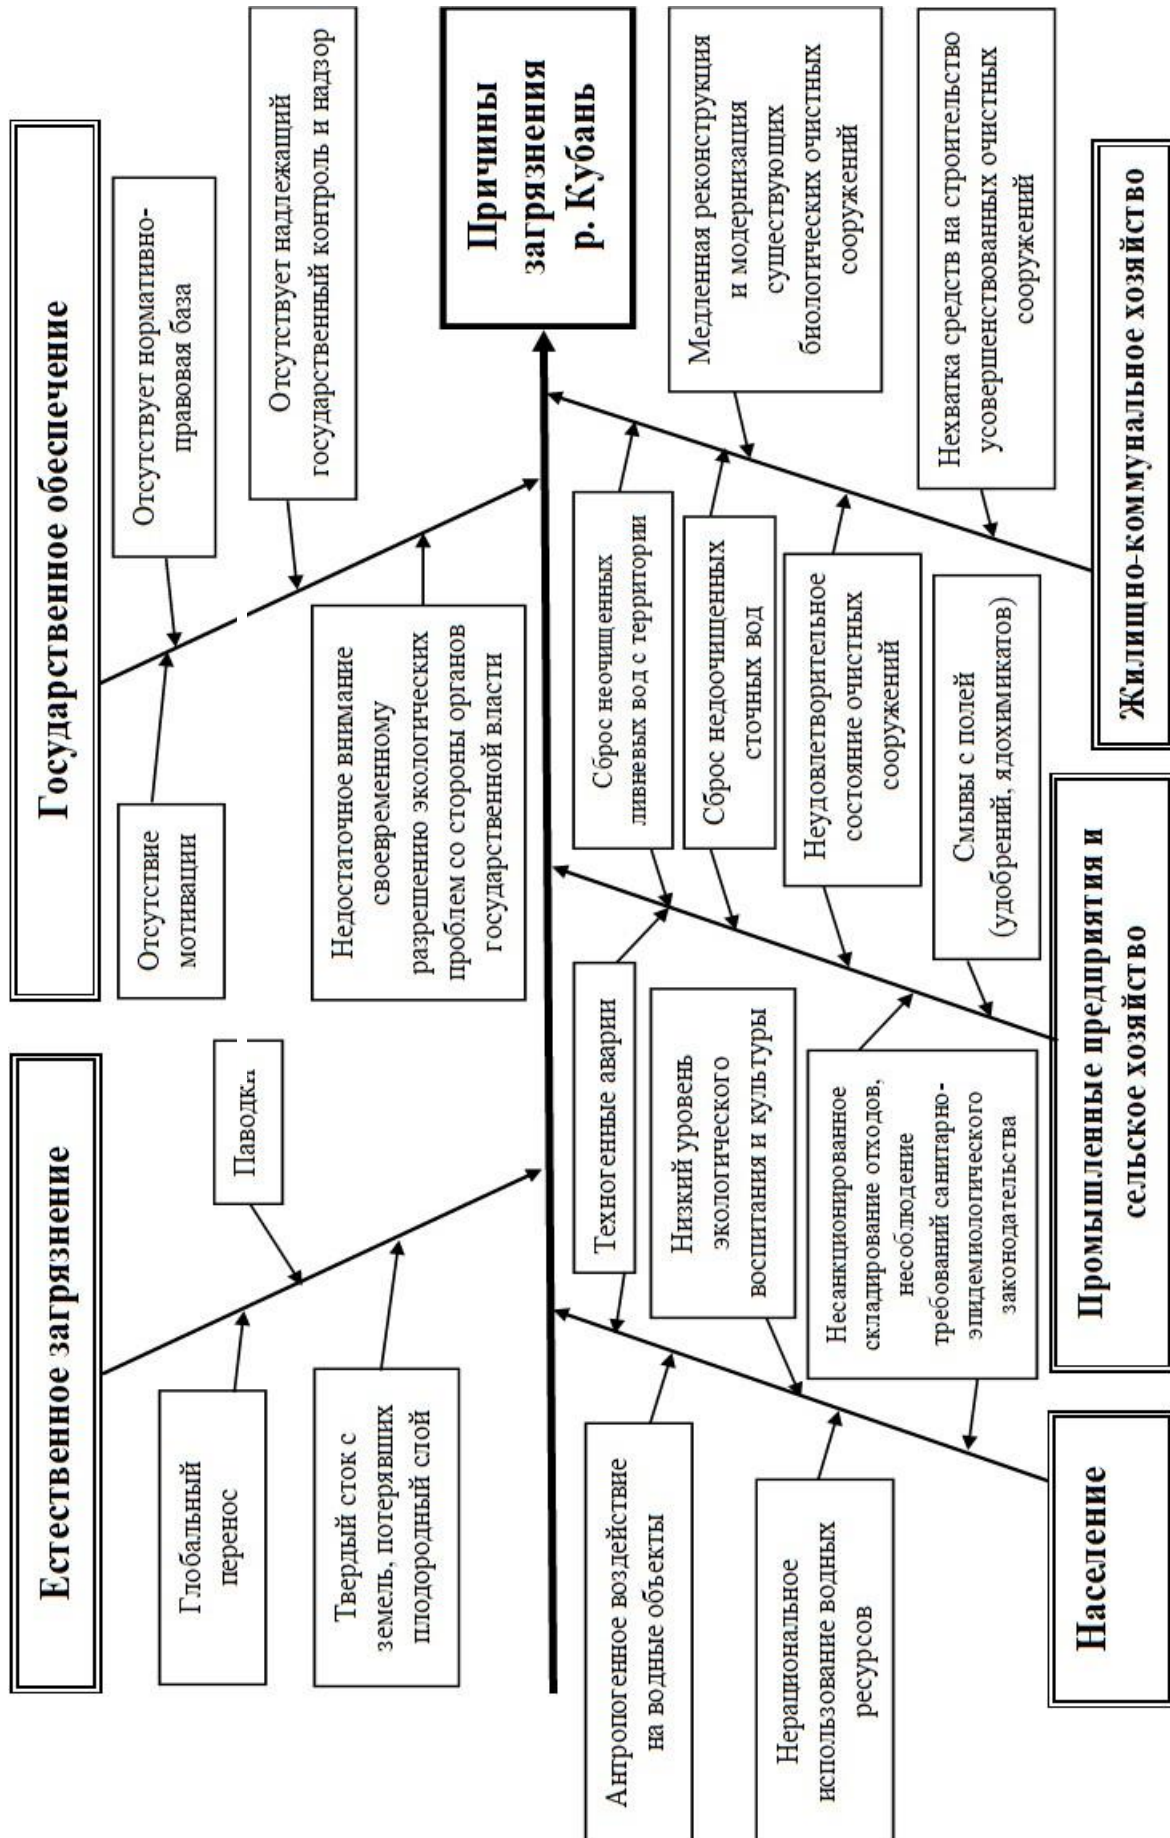 Естественное загрязнение
Государственное обеспечение
Глобальный
перенос
Паводки
Твердый сток с
земель, потерявших
плодородный слой
Отсутствие
мотивации
Отсутствует нормативно-
правовая база
Отсутствует надлежащий
государственный контроль и надзор
Недостаточное внимание
своевременному
разрешению экологических
проблем со стороны органов
государственной власти
Причины
загрязнения
р. Кубань
Антропогенное воздействие
на водные объекты
Нерациональное
использование водных
ресурсов
Техногенные аварии
Низкий уровень
экологического
воспитания и культуры
Несанкционированное
складирование отходов,
несоблюдение
требований санитарно-
эпидемиологического
законодательства
Сброс неочищенных
ливневых вод с территории
Сброс недоочищенных
сточных вод
Неудовлетворительное
состояние очистных
сооружений
Смывы с полей
(удобрений, ядохимикатов)
Медленная реконструкция
и модернизация
существующих
биологических очистных
сооружений
Нехватка средств на строительство
усовершенствованных очистных
сооружений
Население
Промышленные предприятия и
сельское хозяйство
Жилищно-коммунальное хозяйство